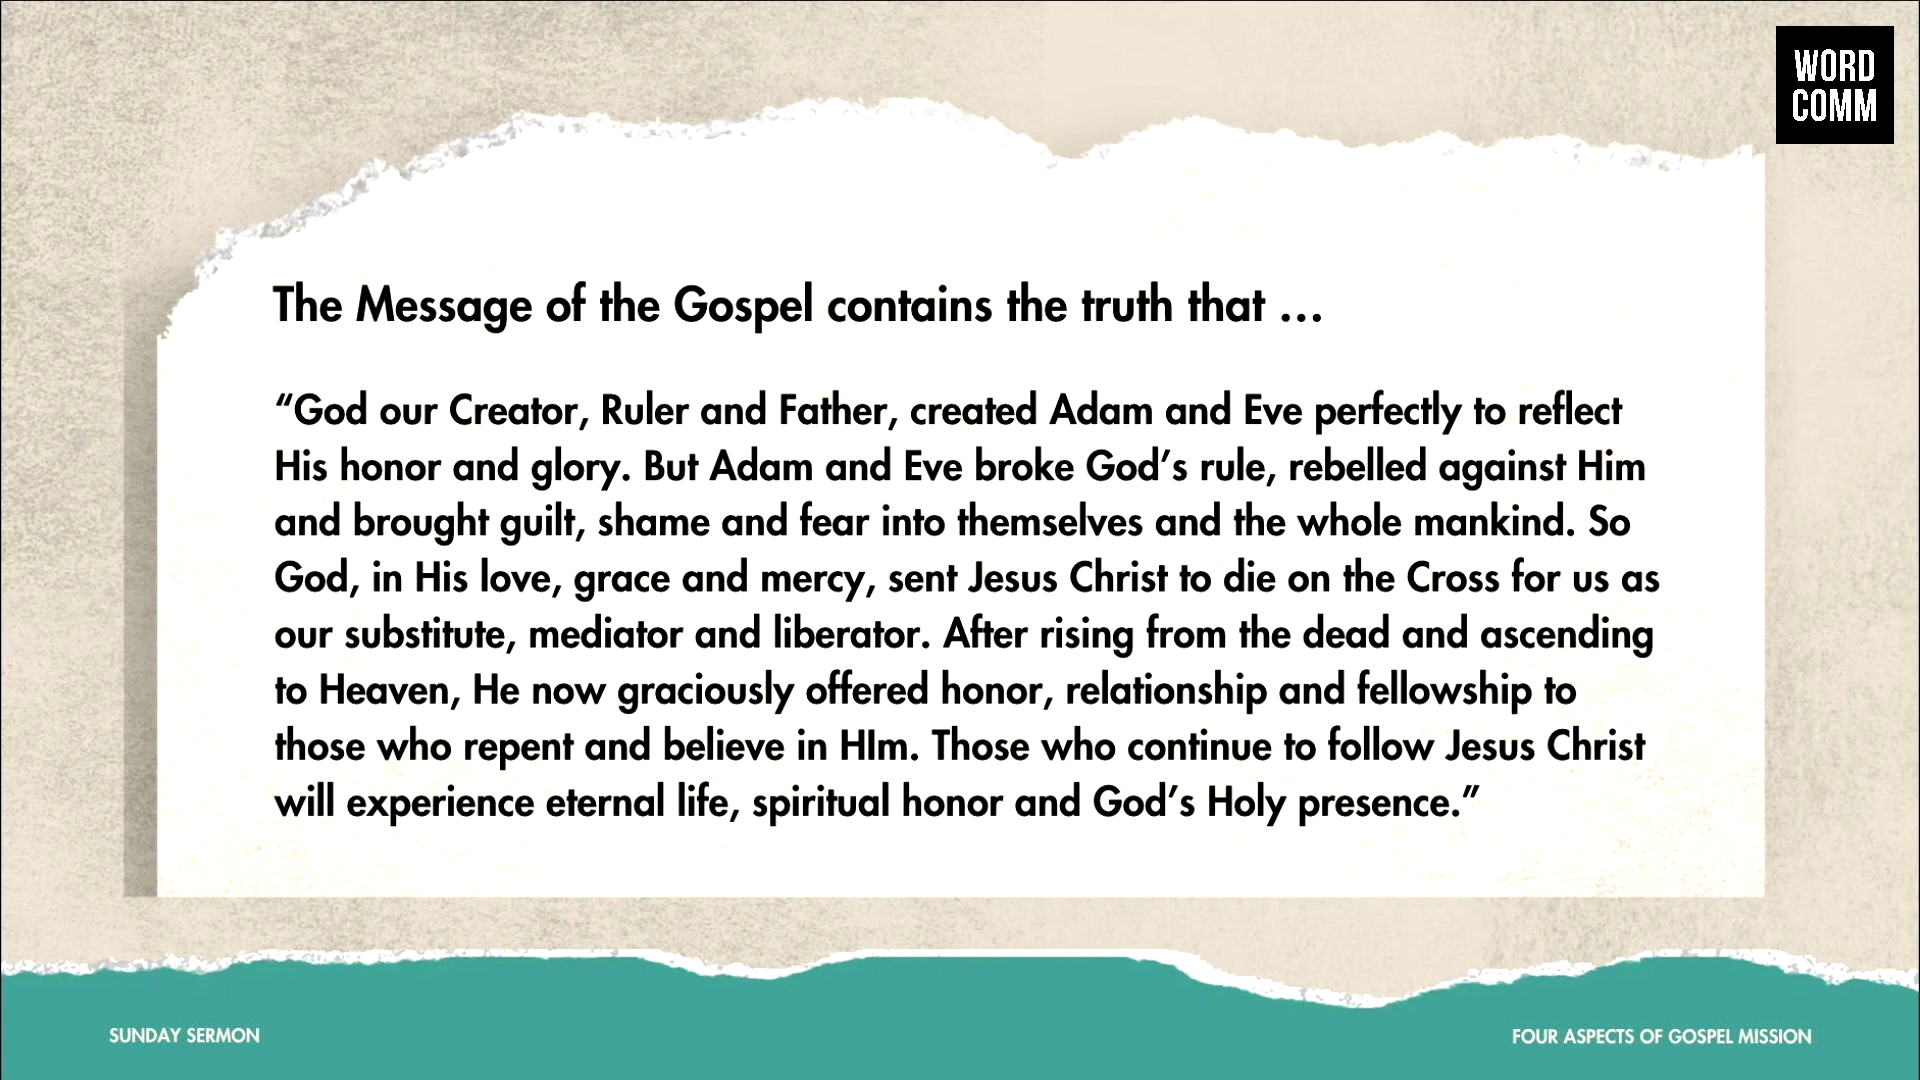 WORD
COMM
The Message of the Gospel contains the truth that ...
“God our Creator, Ruler and Father, created Adam and Eve perfectly to reflect
His honor and glory. But Adam and Eve broke God’s rule, rebelled against Him
and brought guilt, shame and fear into themselves and the whole mankind. So
God, in His love, grace and mercy, sent Jesus Christ to die on the Cross for us as
our substitute, mediator and liberator. After rising from the dead and ascending
to Heaven, He now graciously offered honor, relationship and fellowship to
those who repent and believe in HIm. Those who continue to follow Jesus Christ
will experience eternal life, spiritual honor and God’s Holy presence.”
SUNDAY SERMON
FOUR ASPECTS OF GOSPEL MISSION